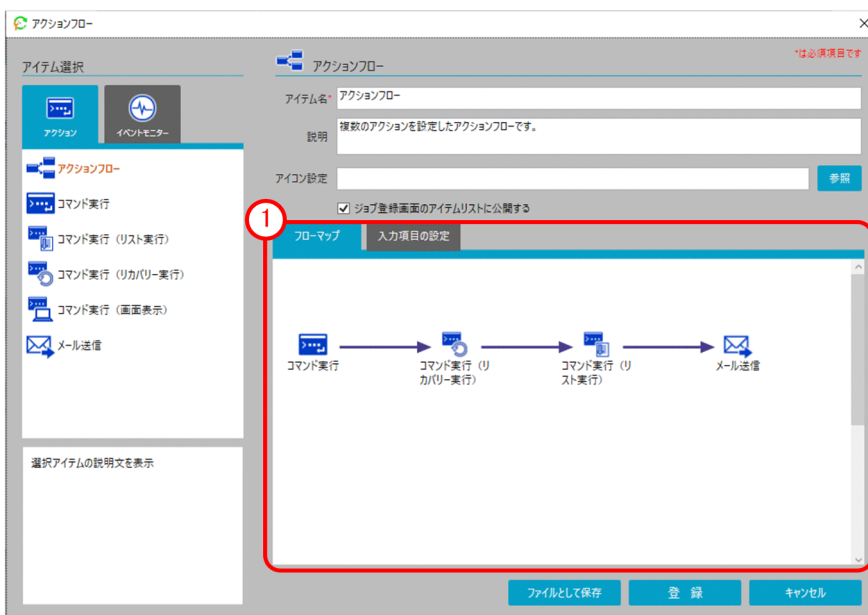 アクションフロー
アイテム選択
アクション
イベントモニター
アクションフロー
コマンド実行
コマンド実行（リスト実行）
コマンド実行（リカバリー実行）
コマンド実行（画面表示）
メール送信
選択アイテムの説明文を表示
アクションフロー
*は必須項目です
アイテム名*
アクションフロー
説明
複数のアクションを設定したアクションフローです。
アイコン設定
参照
ジョブ登録画面のアイテムリストに公開する
1
フローマップ
入力項目の設定
コマンド実行
コマンド実行（リ
カバリー実行）
コマンド実行（リ
スト実行）
メール送信
ファイルとして保存
登 録
キャンセル